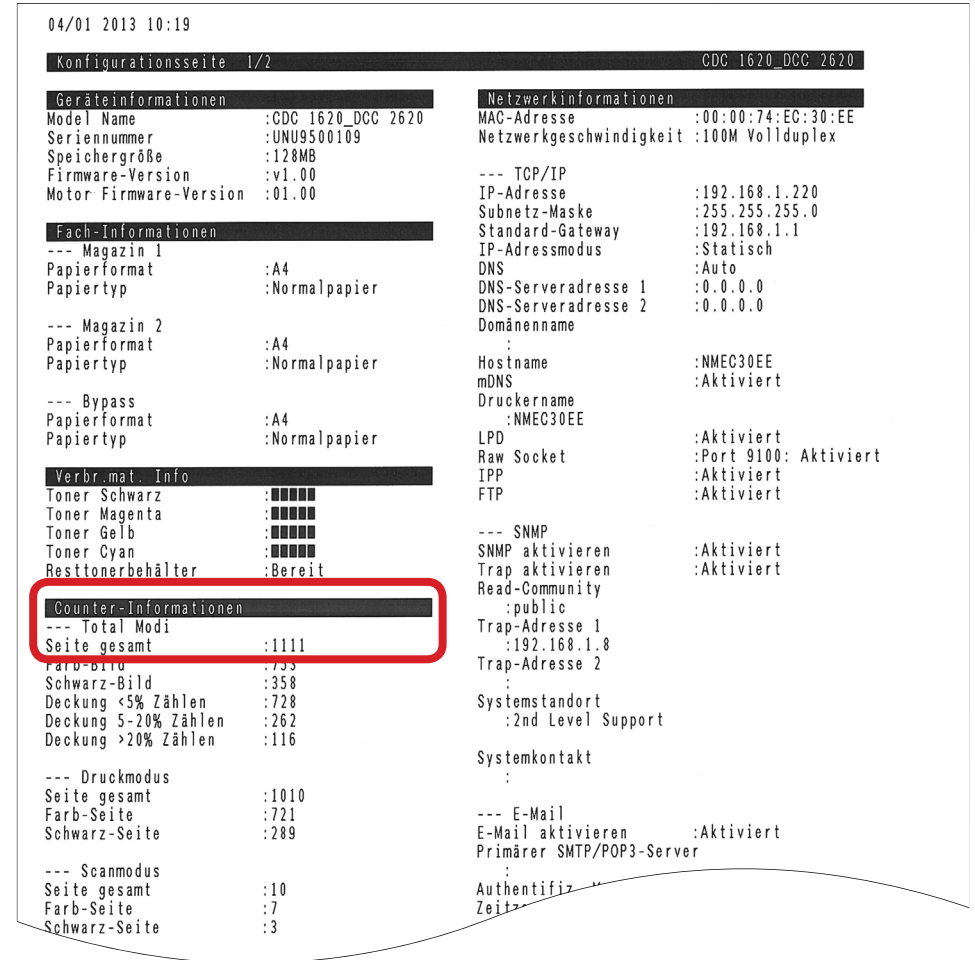 04/01 2013 10:19
Konfigurationsseite 1/2 CDC 1620_DCC 2620
Geräteinformationen
Model Name :CDC 1620_DCC 2620
Seriennummer :UNU9500109
Speichergröße :128MB
Firmware-Version :v1.00
Motor Firmware-Version :01.00
Fach-Informationen
--- Magazin 1
Papierformat :A4
Papiertyp :Normalpapier
--- Magazin 2
Papierformat :A4
Papiertyp :Normalpapier
--- Bypass
Papierformat :A4
Papiertyp :Normalpapier
Verbr.mat. Info
Toner Schwarz :
Toner Magenta :
Toner Gelb :
Toner Cyan :
Resttonerbehälter :Bereit
Counter-Informationen
--- Total Modi
Seite gesamt :1111
Farb-Bild :753
Schwarz-Bild :358
Deckung <5% Zählen :728
Deckung 5-20% Zählen :262
Deckung >20% Zählen :116
--- Druckmodus
Seite gesamt :1010
Farb-Seite :721
Schwarz-Seite :289
--- Scanmodus
Seite gesamt :10
Farb-Seite :7
Schwarz-Seite :3
Netzwerkinformationen
MAC-Adresse :00:00:74:EC:30:EE
Netzwerkgeschwindigkeit :100M Vollduplex
--- TCP/IP
IP-Adresse :192.168.1.220
Subnetz-Maske :255.255.255.0
Standard-Gateway :192.168.1.1
IP-Adressmodus :Statisch
DNS :Auto
DNS-Serveradresse 1 :0.0.0.0
DNS-Serveradresse 2 :0.0.0.0
Domänenname
:
Hostname :NMEC30EE
mDNS :Aktiviert
Druckername
:NMEC30EE
LPD :Aktiviert
Raw Socket :Port 9100: Aktiviert
IPP :Aktiviert
FTP :Aktiviert
--- SNMP
SNMP aktivieren :Aktiviert
Trap aktivieren :Aktiviert
Read-Community
:public
Trap-Adresse 1
:192.168.1.8
Trap-Adresse 2
:
Systemstandort
:2nd Level Support
Systemkontakt
:
--- E-Mail
E-Mail aktivieren :Aktiviert
Primärer SMTP/POP3-Server
: